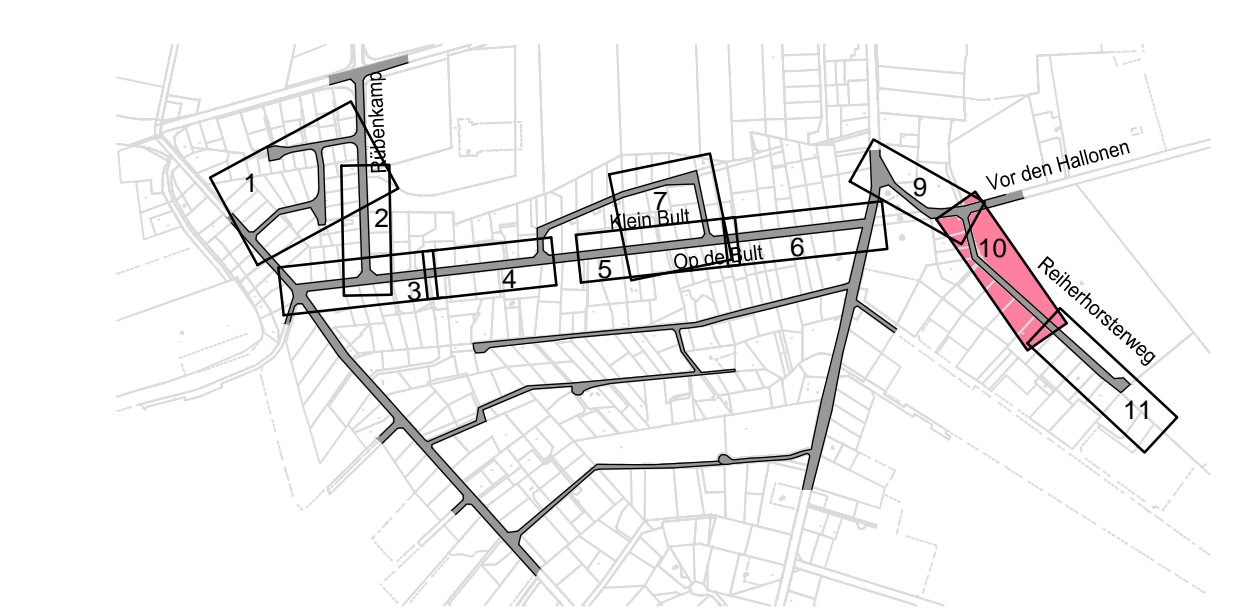 Rübenkamp
Vor den Hallonen
1
2
7
9
Klein Bult
10
Op de Bult
6
5
4
3
Reiherhorsterweg
11